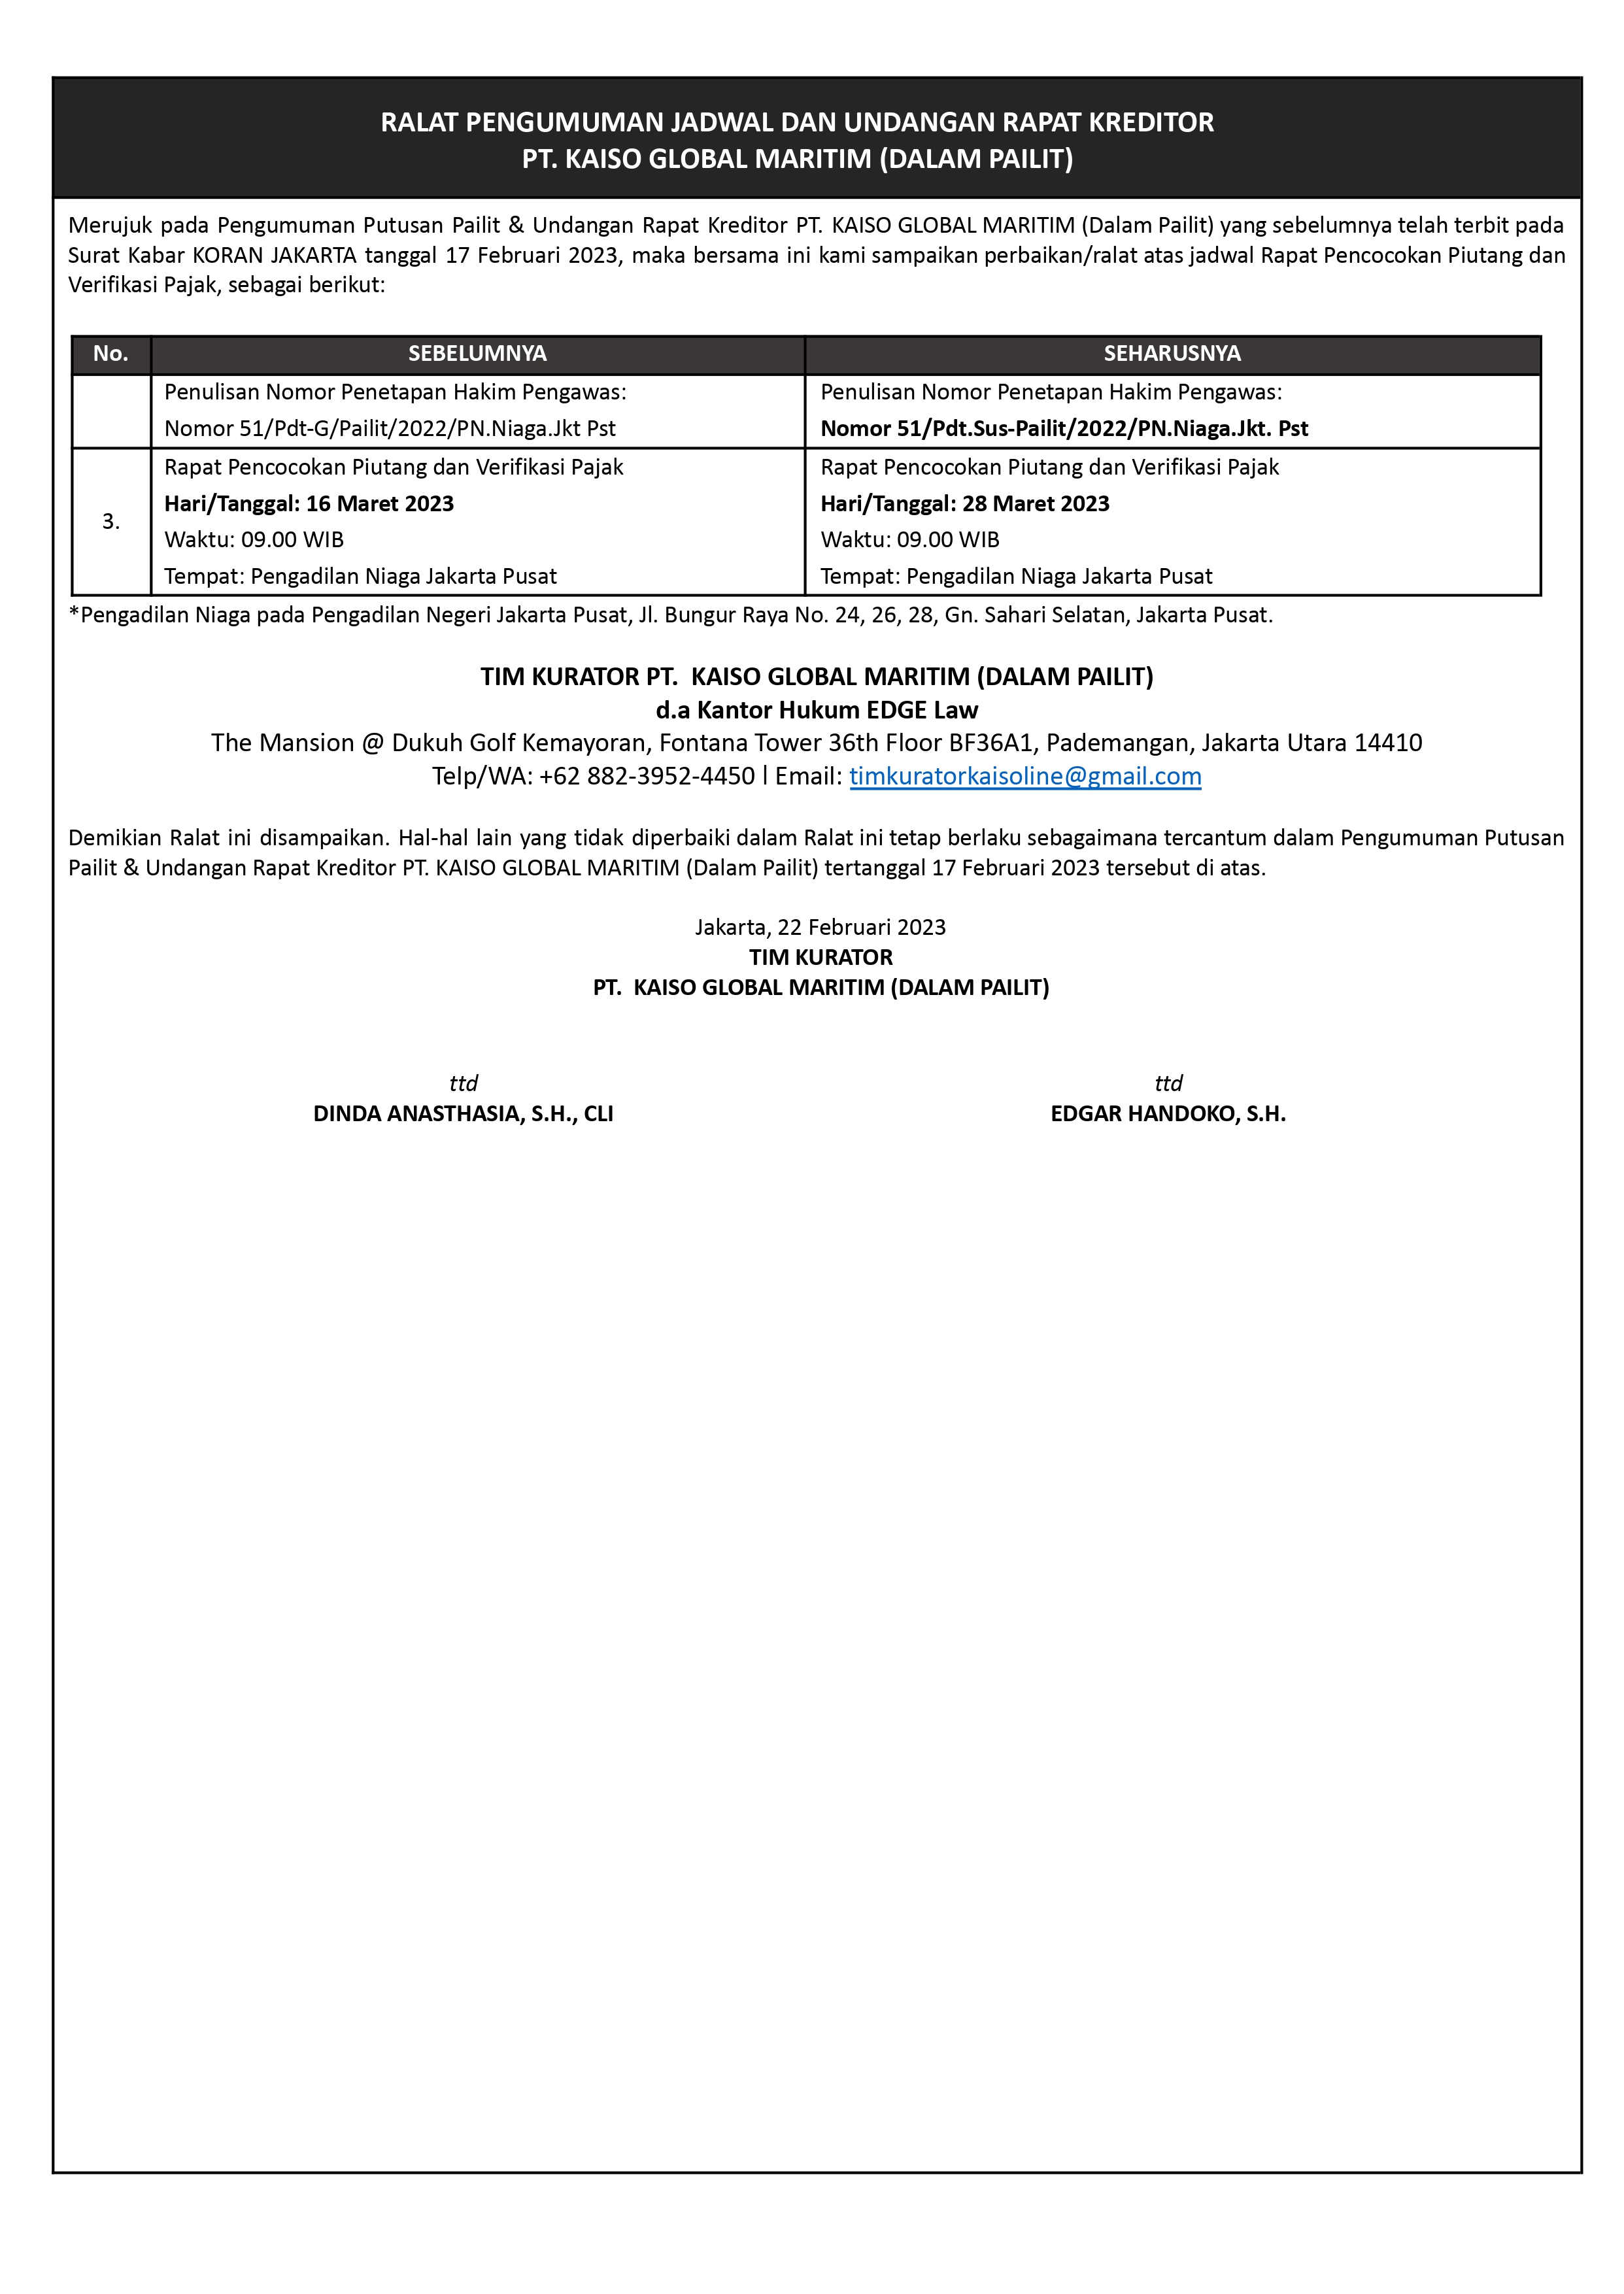 RALAT PENGUMUMAN JADWAL DAN UNDANGAN RAPAT KREDITOR
PT. KAISO GLOBAL MARITIM (DALAM PAILIT)
Merujuk pada Pengumuman Putusan Pailit & Undangan Rapat Kreditor PT. KAISO GLOBAL MARITIM (Dalam Pailit) yang sebelumnya telah terbit pada
Surat Kabar KORAN JAKARTA tanggal 17 Februari 2023, maka bersama ini kami sampaikan perbaikan/ralat atas jadwal Rapat Pencocokan Piutang dan
Verifikasi Pajak, sebagai berikut:
No. SEBELUMNYA SEHARUSNYA
Penulisan Nomor Penetapan Hakim Pengawas:
Nomor 51/Pdt-G/Pailit/2022/PN.Niaga.Jkt Pst
Penulisan Nomor Penetapan Hakim Pengawas:
Nomor 51/Pdt.Sus-Pailit/2022/PN.Niaga.Jkt. Pst
3.
Rapat Pencocokan Piutang dan Verifikasi Pajak
Hari/Tanggal: 16 Maret 2023
Waktu: 09.00 WIB
Tempat: Pengadilan Niaga Jakarta Pusat
Rapat Pencocokan Piutang dan Verifikasi Pajak
Hari/Tanggal: 28 Maret 2023
Waktu: 09.00 WIB
Tempat: Pengadilan Niaga Jakarta Pusat
*Pengadilan Niaga pada Pengadilan Negeri Jakarta Pusat, Jl. Bungur Raya No. 24, 26, 28, Gn. Sahari Selatan, Jakarta Pusat.
TIM KURATOR PT. KAISO GLOBAL MARITIM (DALAM PAILIT)
d.a Kantor Hukum EDGE Law
The Mansion @ Dukuh Golf Kemayoran, Fontana Tower 36th Floor BF36A1, Pademangan, Jakarta Utara 14410
Telp/WA: +62 882-3952-4450 l Email: timkuratorkaisoline@gmail.com
Demikian Ralat ini disampaikan. Hal-hal lain yang tidak diperbaiki dalam Ralat ini tetap berlaku sebagaimana tercantum dalam Pengumuman Putusan
Pailit & Undangan Rapat Kreditor PT. KAISO GLOBAL MARITIM (Dalam Pailit) tertanggal 17 Februari 2023 tersebut di atas.
Jakarta, 22 Februari 2023
TIM KURATOR
PT. KAISO GLOBAL MARITIM (DALAM PAILIT)
ttd ttd
DINDA ANASTHASIA, S.H., CLI EDGAR HANDOKO, S.H.